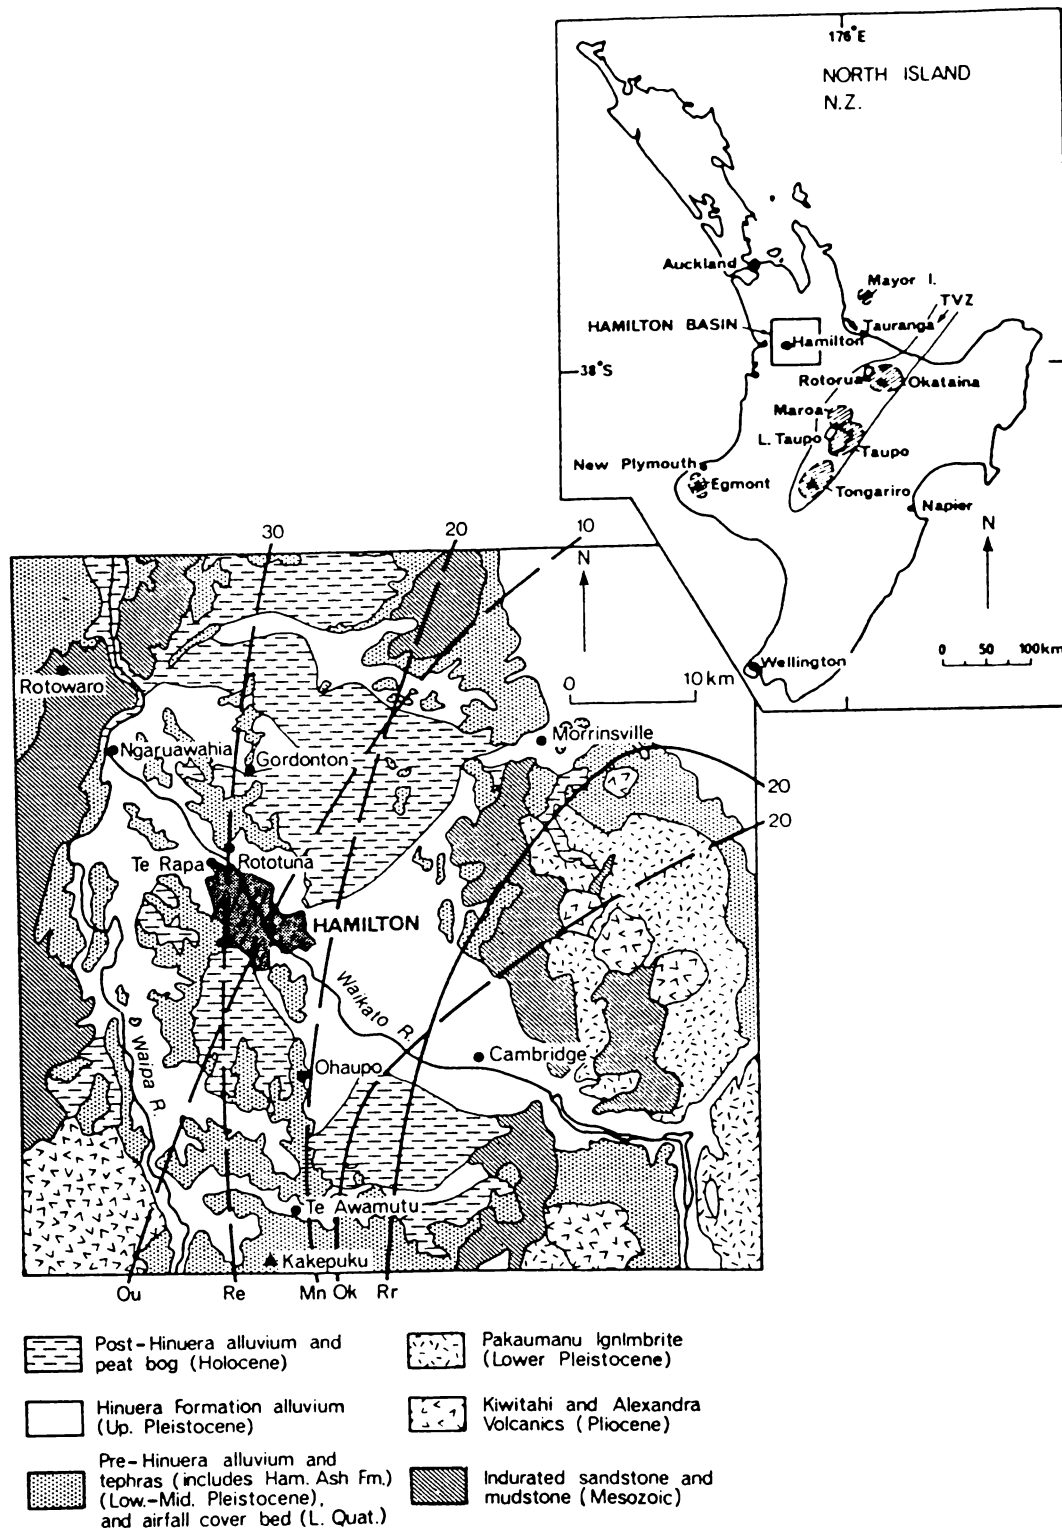 176°E
NORTH ISLAND
N.Z.
Auckland
Mayor I.
TVZ
HAMILTON BASIN
Tauranga
Hamilton
38°S
Rotorua
Okataina
Maroa
L. Taupo
Taupo
New Plymouth
Egmont
Tongariro
Napier
N
Wellington
0 50 100km
30
20
10
N
Rotowaro
0 10 km
Ngaruawahia
Gordonton
Morrinsville
20
20
Te Rapa
Rototuna
HAMILTON
Waikato R.
Waipa R.
Ohaupo
Cambridge
Te Awamutu
Kakepuku
Ou Re Mn Ok Rr
Post-Hinuera alluvium and
peat bog (Holocene)
Hinuera Formation alluvium
(Up. Pleistocene)
Pre-Hinuera alluvium and
tephras (includes Ham. Ash Fm.)
(Low.-Mid. Pleistocene),
and airfall cover bed (L. Quat.)
Pakaumanu Ignimbrite
(Lower Pleistocene)
Kiwitahi and Alexandra
Volcanics (Pliocene)
Indurated sandstone and
mudstone (Mesozoic)